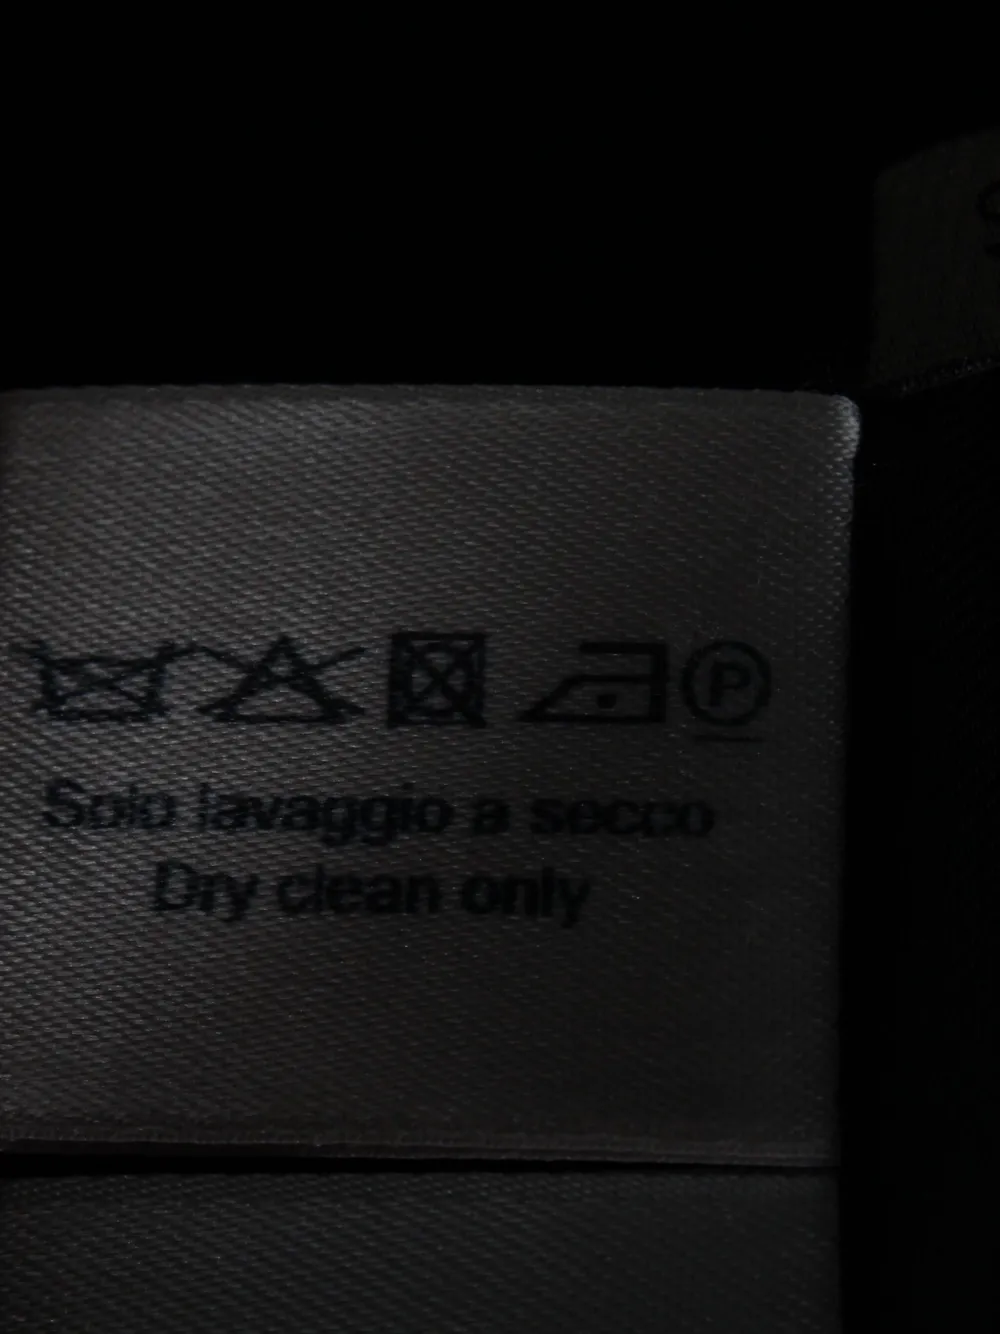 P
Solo lavaggio a secco
Dry clean only